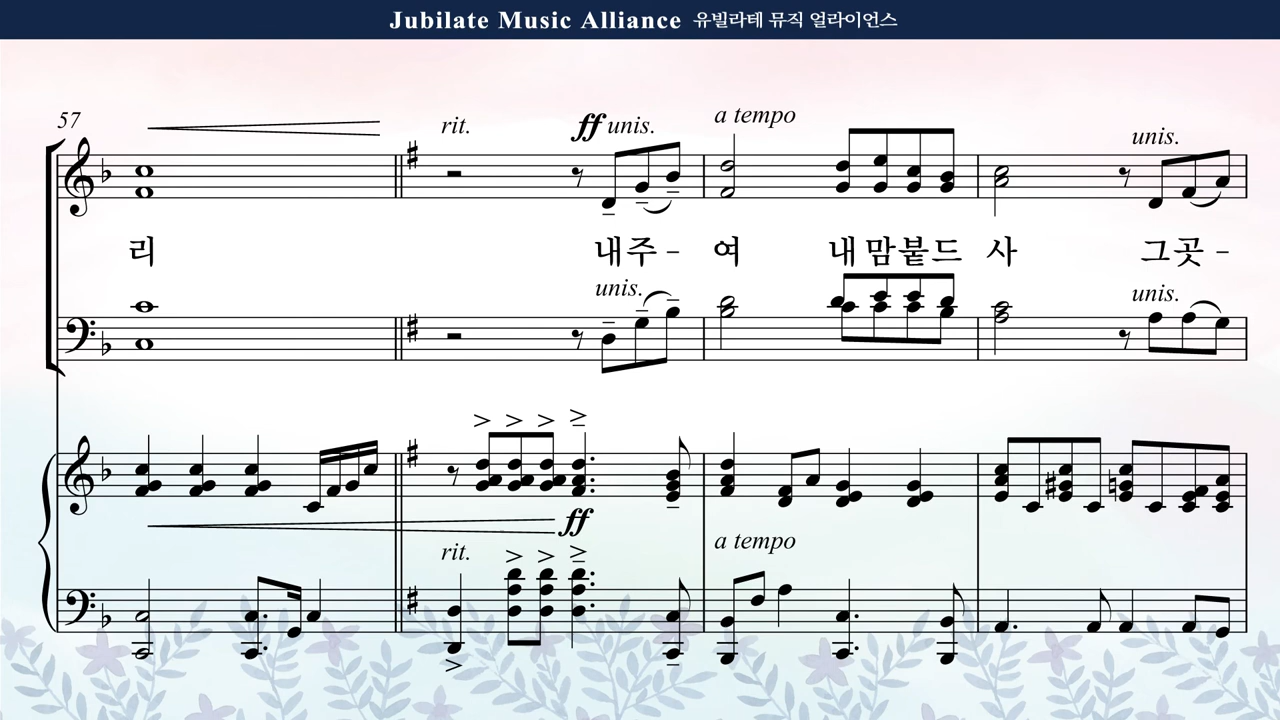 Jubilate Music Alliance 유빌라테 뮤직 얼라이언스
57
rit. ff unis. a tempo unis.
리 내주 - 여 내 맘 붙드 사 그곳 -
unis. unis.
ff
rit. a tempo